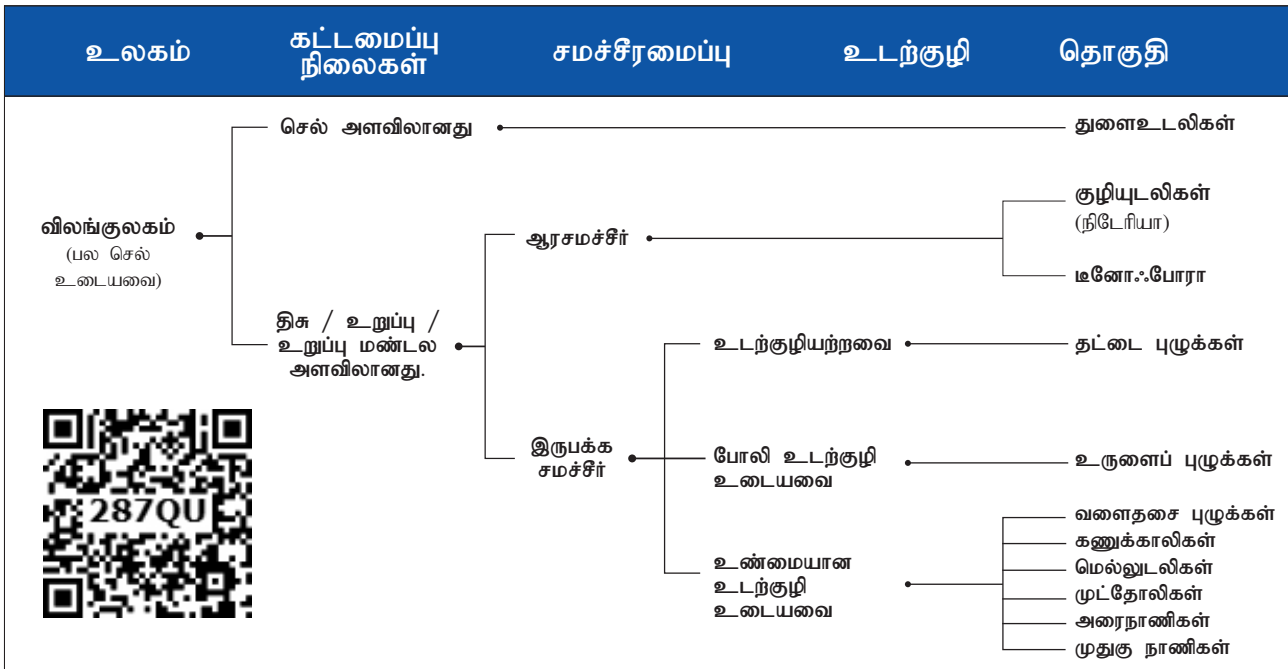 உலகம்
கட்டமைப்பு
நிலைகள்
சமச்சீரமைப்பு
உடற்குழி
தொகுதி
செல் அளவிலானது
துளைஉடலிகள்
விலங்குலகம்
(பல செல்
உடையவை)
குழியுடலிகள்
(நிடேரியா)
ஆரசமச்சீர்
டீனோஃபோரா
திசு / உறுப்பு /
உறுப்பு மண்டல
அளவிலானது.
உடற்குழியற்றவை
தட்டை புழுக்கள்
இருபக்க
சமச்சீர்
போலி உடற்குழி
உடையவை
உருளைப் புழுக்கள்
287QU
உண்மையான
உடற்குழி
உடையவை
வளைதசை புழுக்கள்
கணுக்காலிகள்
மெல்லுடலிகள்
முட்தோலிகள்
அரைநாணிகள்
முதுகு நாணிகள்